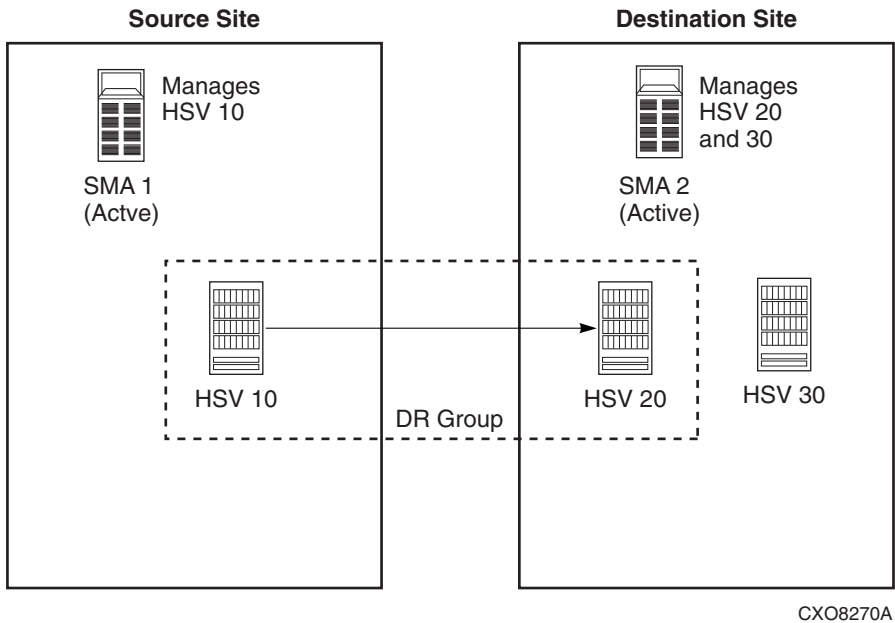 Source Site
Destination Site
Manages
HSV 10
SMA 1
(Actve)
Manages
HSV 20
and 30
SMA 2
(Active)
HSV 10
HSV 20
HSV 30
DR Group
CXO8270A